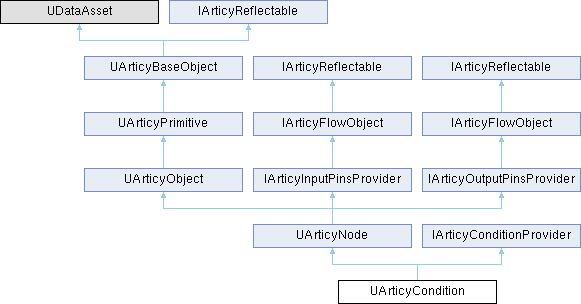 UDataAsset
IArticyReflectable
UArticyBaseObject
IArticyReflectable
IArticyReflectable
UArticyPrimitive
IArticyFlowObject
IArticyFlowObject
UArticyObject
IArticyInputPinsProvider
IArticyOutputPinsProvider
UArticyNode
IArticyConditionProvider
UArticyCondition